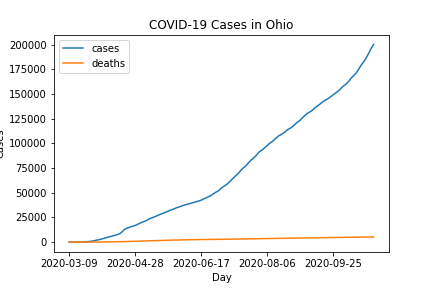 COVID-19 Cases in Ohio
cases
deaths
200000
175000
150000
125000
100000
75000
50000
25000
0
cases
2020-03-09 2020-04-28 2020-06-17 2020-08-06 2020-09-25
Day